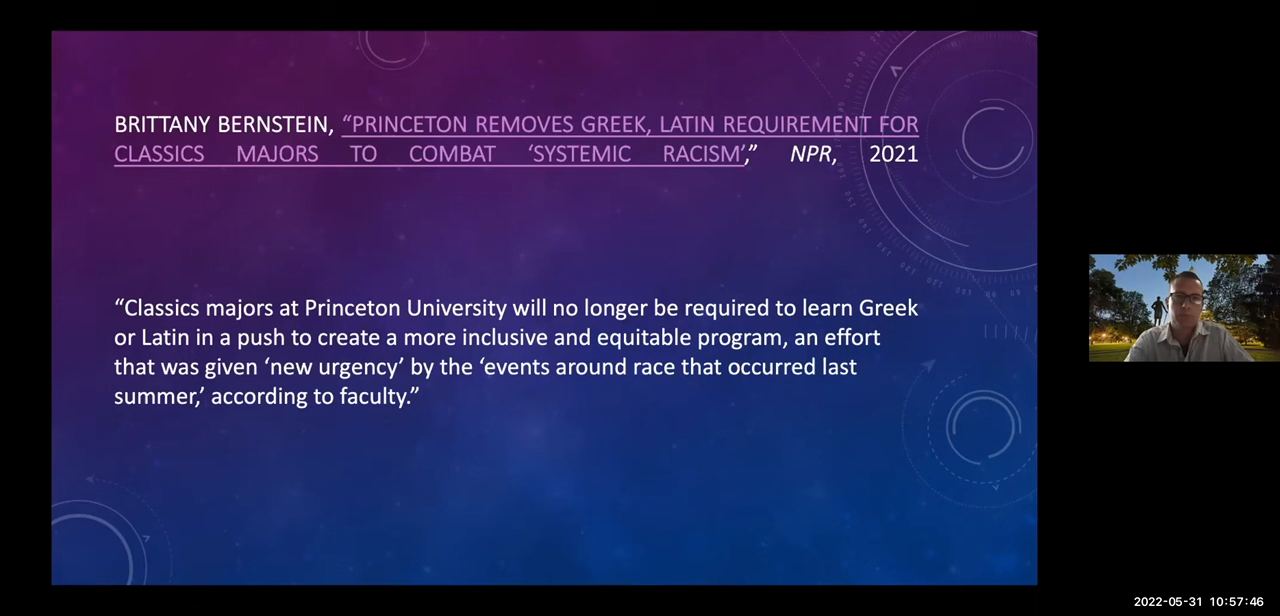 BRITTANY BERNSTEIN, “PRINCETON REMOVES GREEK, LATIN REQUIREMENT FOR
CLASSICS MAJORS TO COMBAT ‘SYSTEMIC RACISM’,” NPR, 2021
“Classics majors at Princeton University will no longer be required to learn Greek
or Latin in a push to create a more inclusive and equitable program, an effort
that was given ‘new urgency’ by the ‘events around race that occurred last
summer,’ according to faculty.”
2022-05-31 10:57:46